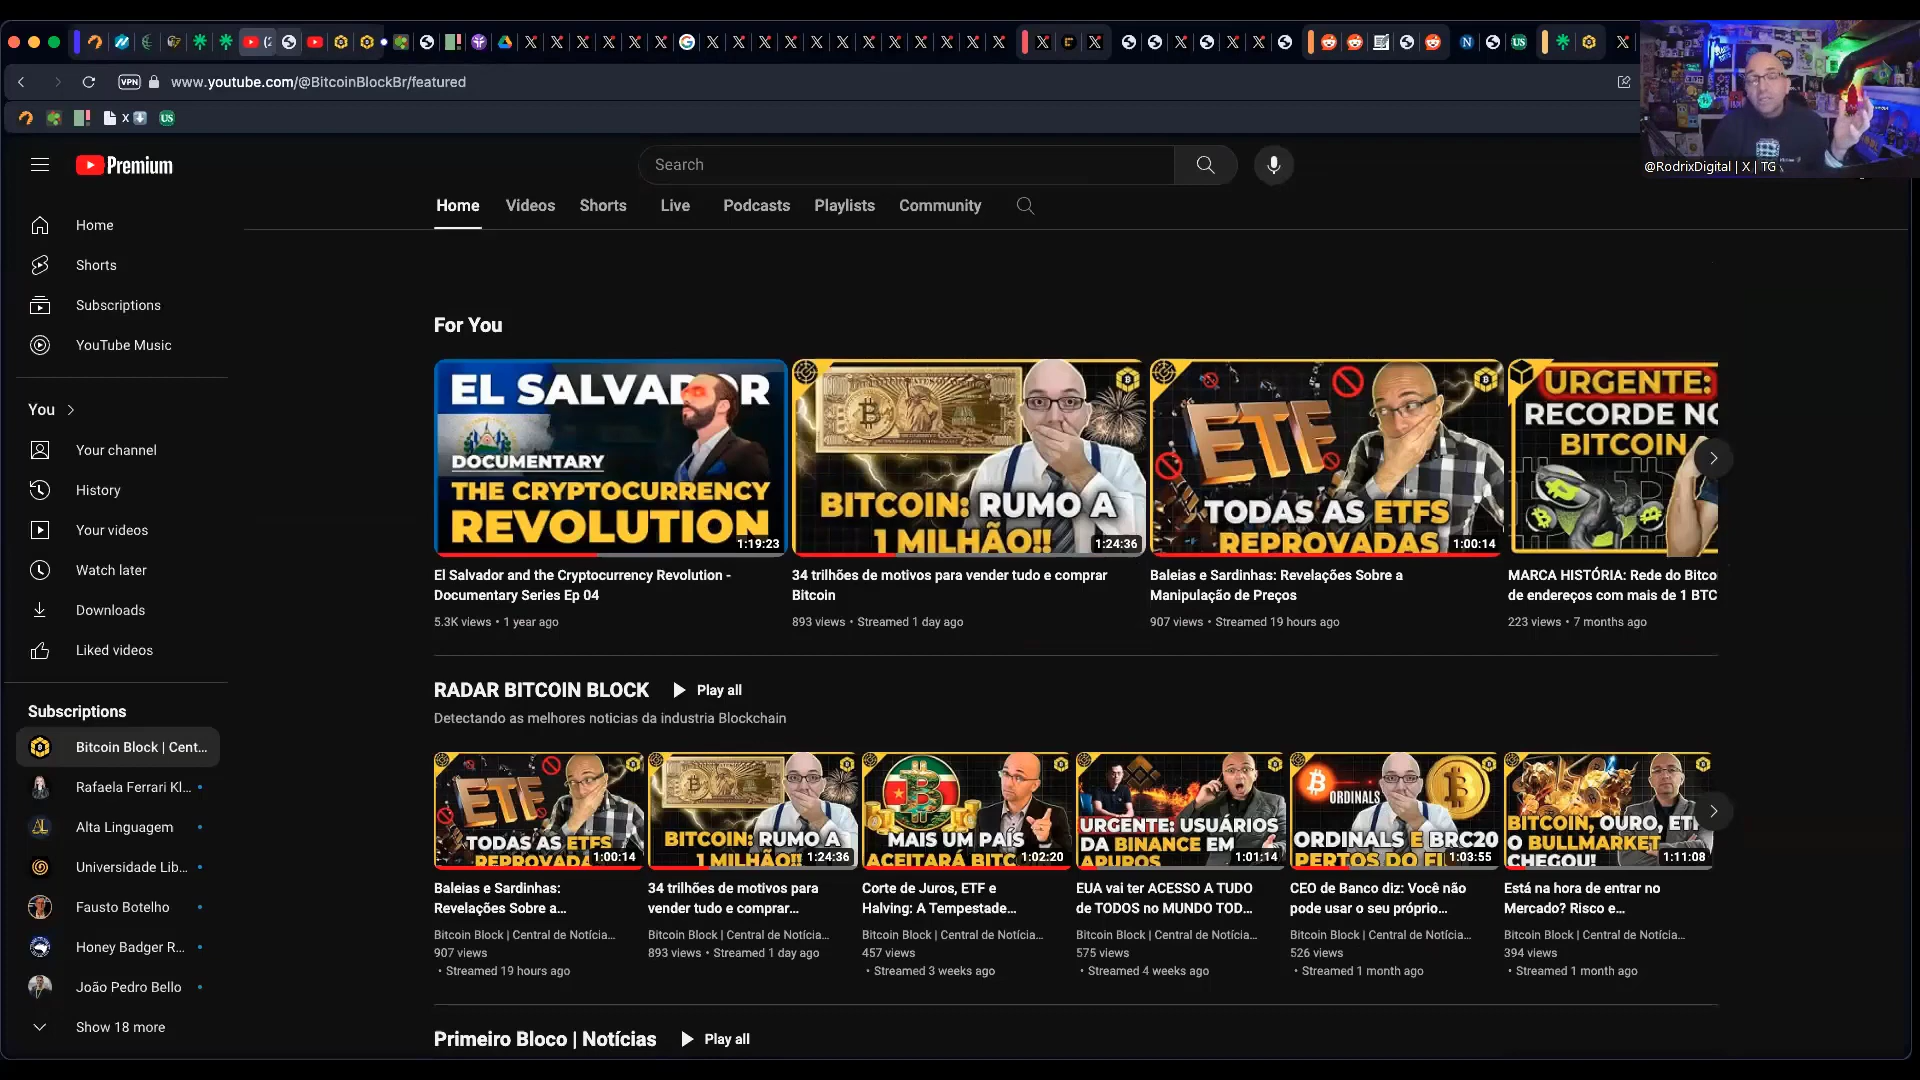 www.youtube.com/@BitcoinBlockBr/featured
VPN
X
US
@RodrixDigital | X | TG
Premium
Search
Home
Videos
Shorts
Live
Podcasts
Playlists
Community
Home
Shorts
Subscriptions
YouTube Music
You
Your channel
History
Your videos
Watch later
Downloads
Liked videos
Subscriptions
Bitcoin Block | Cent...
Rafaela Ferrari Kl...
Alta Linguagem
Universidade Lib...
Fausto Botelho
Honey Badger R...
João Pedro Bello
Show 18 more
For You
EL SALVADOR
DOCUMENTARY
THE CRYPTOCURRENCY
REVOLUTION
1:19:23
El Salvador and the Cryptocurrency Revolution -
Documentary Series Ep 04
5.3K views • 1 year ago
BITCOIN: RUMO A
1 MILHÃO!!
1:24:36
34 trilhões de motivos para vender tudo e comprar
Bitcoin
893 views • Streamed 1 day ago
ETF
TODAS AS ETFS
REPROVADAS
1:00:14
Baleias e Sardinhas: Revelações Sobre a
Manipulação de Preços
907 views • Streamed 19 hours ago
URGENTE:
RECORDE NO
BITCOIN
MARCA HISTÓRIA: Rede do Bitco
de endereços com mais de 1 BTC
223 views • 7 months ago
RADAR BITCOIN BLOCK
Play all
Detectando as melhores noticias da industria Blockchain
ETF
TODAS AS ETFS
REPROVADA
1:00:14
Baleias e Sardinhas:
Revelações Sobre a...
Bitcoin Block | Central de Notícia...
907 views
• Streamed 19 hours ago
BITCOIN: RUMO A
1 MILHÃO!!
1:24:36
34 trilhões de motivos para
vender tudo e comprar...
Bitcoin Block | Central de Notícia...
893 views • Streamed 1 day ago
MAIS UM PAÍS
ACEITARÁ BITC
1:02:20
Corte de Juros, ETF e
Halving: A Tempestade...
Bitcoin Block | Central de Notícia...
457 views
• Streamed 3 weeks ago
URGENTE: USUÁRIOS
DA BINANCE EM
APUROS
1:01:14
EUA vai ter ACESSO A TUDO
de TODOS no MUNDO TOD...
Bitcoin Block | Central de Notícia...
575 views
• Streamed 4 weeks ago
ORDINALS
ORDINALS E BRC20
PERTOS DO FI
1:03:55
CEO de Banco diz: Você não
pode usar o seu próprio...
Bitcoin Block | Central de Notícia...
526 views
• Streamed 1 month ago
BITCOIN, OURO, ETF
O BULLMARKET
CHEGOU!
1:11:08
Está na hora de entrar no
Mercado? Risco e...
Bitcoin Block | Central de Notícia...
394 views
• Streamed 1 month ago
Primeiro Bloco | Notícias
Play all